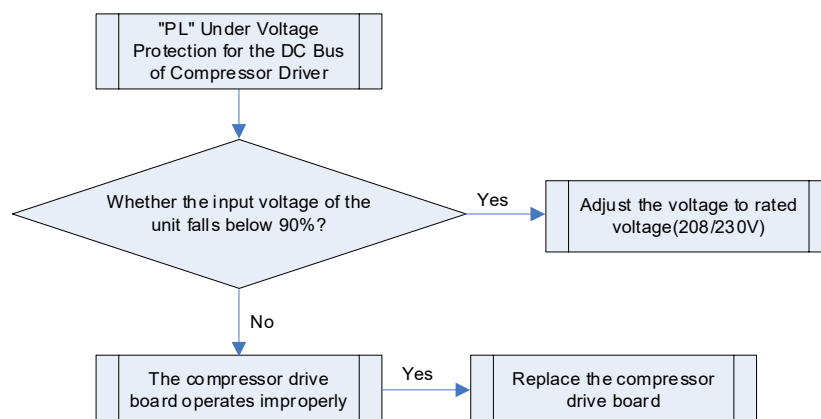 "PL" Under Voltage
Protection for the DC Bus
of Compressor Driver
Whether the input voltage of the
unit falls below 90%?
Yes
Adjust the voltage to rated
voltage(208/230V)
No
The compressor drive
board operates improperly
Yes
Replace the compressor
drive board